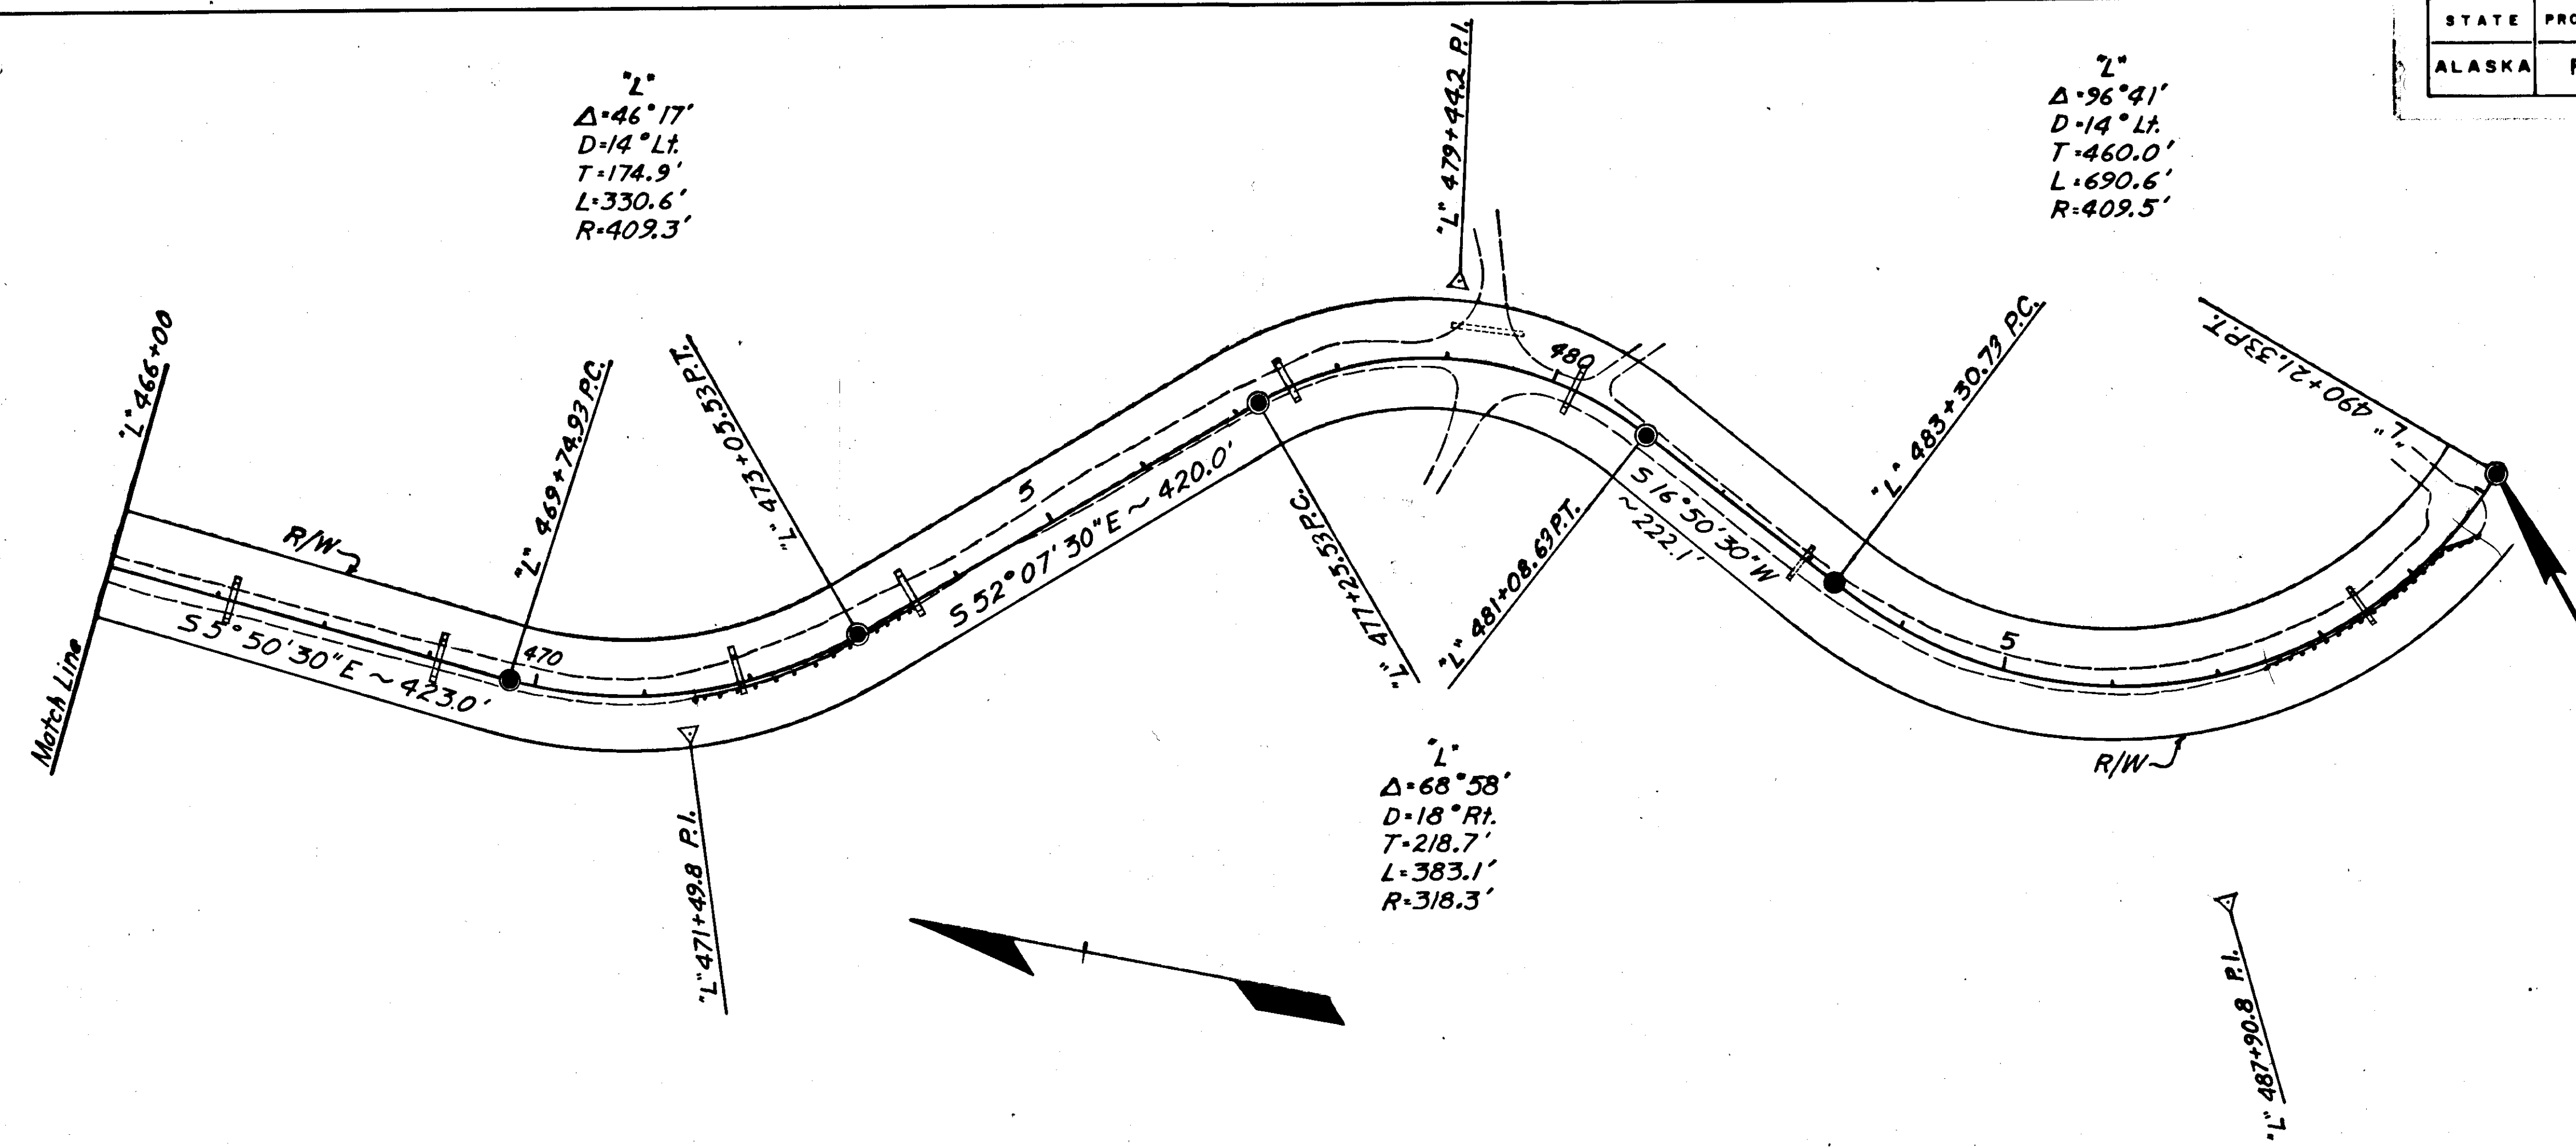 STATE
ALASKA
"L"
Δ=46°17'
D=14° Lt.
T=174.9'
L=330.6'
R=409.3'
"L" 479+44.2 P.I.
"L"
Δ=96°41'
D=14° Lt.
T=460.0'
L=690.6'
R=409.5'
"L" 466+00
Match Line
R/W
S 5°50'30"E ~ 423.0'
"L" 469+74.93 P.C.
470
"L" 473+05.53 P.T.
5
S 52°07'30"E ~ 420.0'
"L" 477+25.53 P.C.
480
"L" 481+08.63 P.T.
S 16°50'30"W
~222.1'
"L" 483+30.73 P.C.
5
"L" 490+21.33 P.T.
R/W
"L" 471+49.8 P.I.
"L"
Δ=68°58'
D=18° Rt.
T=218.7'
L=383.1'
R=318.3'
"L" 487+90.8 P.I.